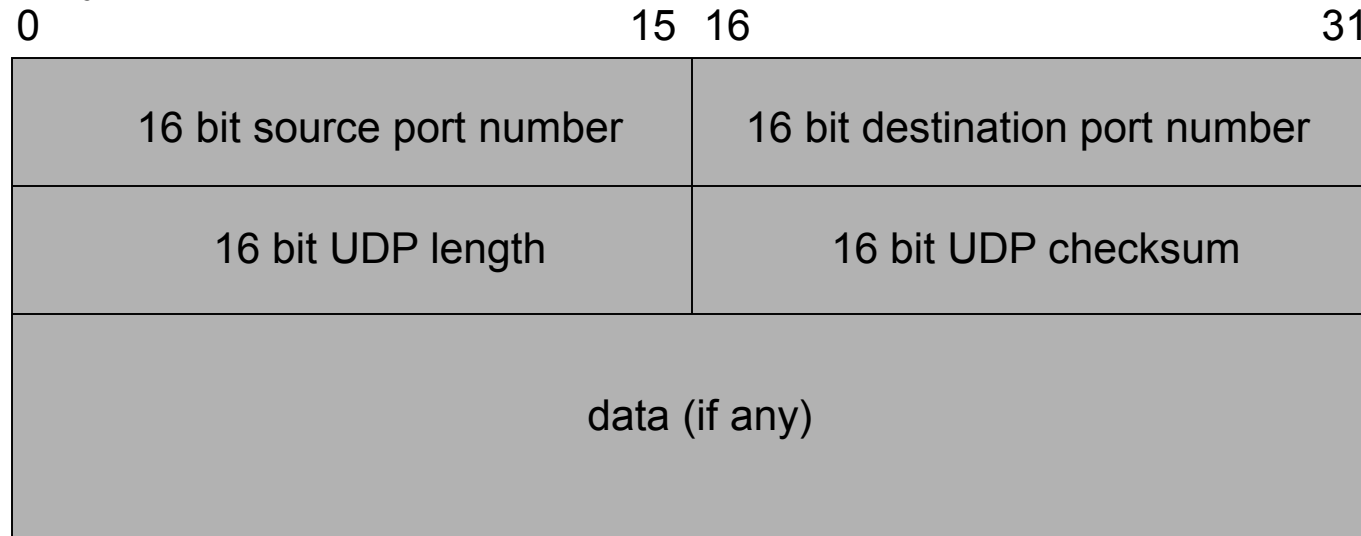 0 15 16 31
16 bit source port number 16 bit destination port number
16 bit UDP length 16 bit UDP checksum
data (if any)